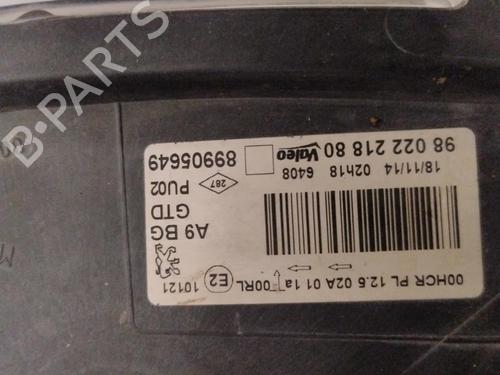 98 022 218 80 Valeo 89905649
18/11/14 02h18 6408 287 PU02
GTD
A9 BG
00HCR PL 12.6 02A 01 1a 00RL E2 10121
B-PARTS